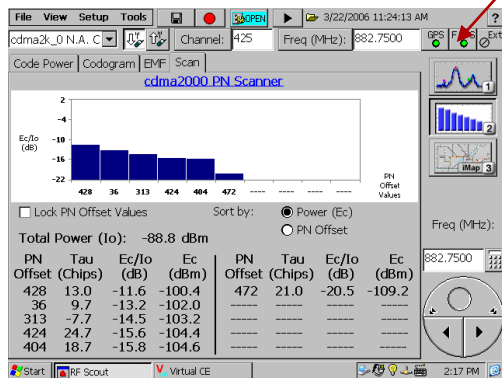 File View Setup Tools OPEN 3/22/2006 11:24:13 AM ?
cdma2k_0 N.A. C Channel: 425 Freq (MHz): 882.7500 GPS Ext
Code Power Codogram EMF Scan
cdma2000 PN Scanner
2
-4
Ec/Io
(dB)
-10
-16
-22
428 36 313 424 404 472 ---- ---- ---- ----
PN
Offset
Values
1
2
iMap 3
Lock PN Offset Values Sort by: Power (Ec)
PN Offset
Total Power (Io): -88.8 dBm
Freq (MHz):
882.7500
PN Tau Ec/Io Ec PN Tau Ec/Io Ec
Offset (Chips) (dB) (dBm) Offset (Chips) (dB) (dBm)
428 13.0 -11.6 -100.4 472 21.0 -20.5 -109.2
36 9.7 -13.2 -102.0 ----- ----- ----- -----
313 -7.7 -14.5 -103.2 ----- ----- ----- -----
424 24.7 -15.6 -104.4 ----- ----- ----- -----
404 18.7 -15.8 -104.6 ----- ----- ----- -----
Start RF Scout Virtual CE 2:17 PM